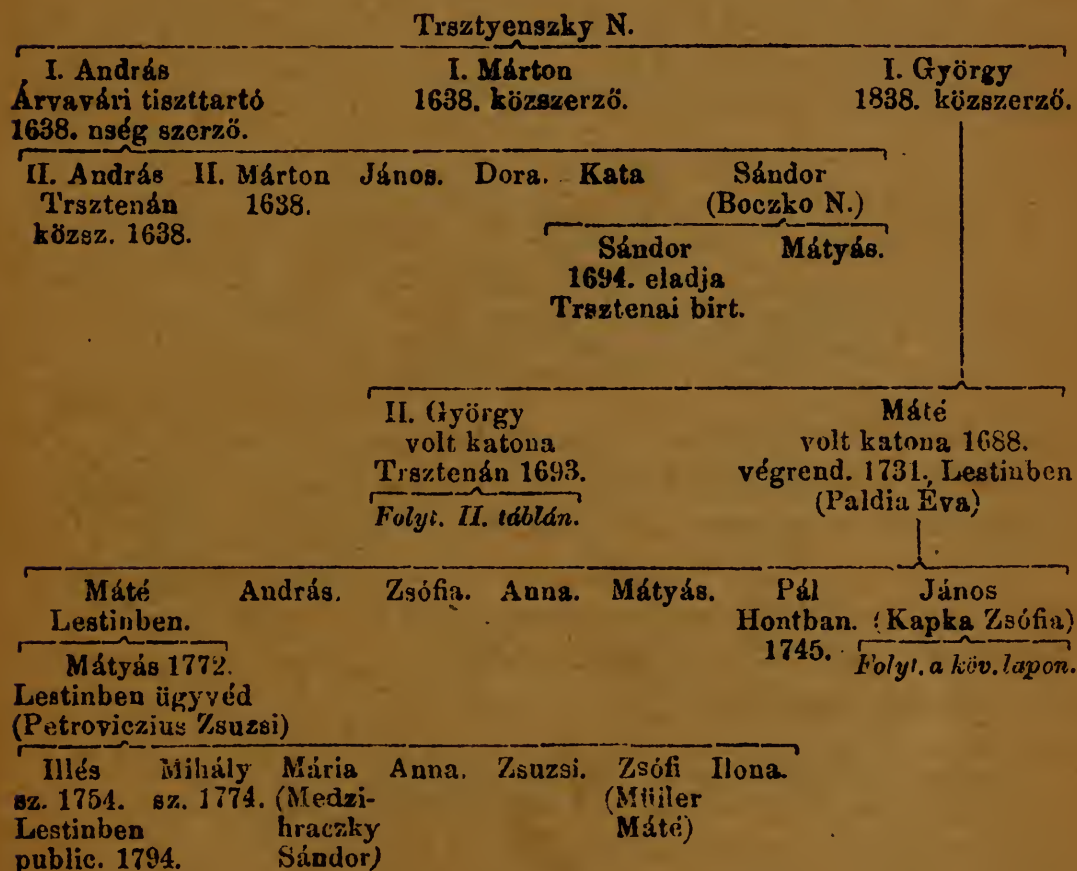 Trsztyenszky N.
I. András I. Márton I. György
Árvavári tiszttartó 1638. közszerző. 1838. közszerző.
1638. nség szerző.
II. András II. Márton János. Dora. Kata Sándor
Trsztenán 1638. (Boczko N.)
közsz. 1638.
Sándor Mátyás.
1694. eladja
Trsztenai birt.
II. György Máté
volt katona volt katona 1688.
Trsztenán 1693. végrend. 1731., Lestinben
Folyt. II. táblán. (Paldia Éva)
Máté András. Zsófia. Anna. Mátyás. Pál János
Lestinben. Hontban. (Kapka Zsófia)
1745. Folyt. a köv. lapon.
Mátyás 1772.
Lestinben ügyvéd
(Petroviczius Zsuzsi)
Illés Mihály Mária Anna. Zsuzsi. Zsófi Ilona.
sz. 1754. sz. 1774. (Medzi- (Müller
Lestinben hraczky Máté)
public. 1794. Sándor)